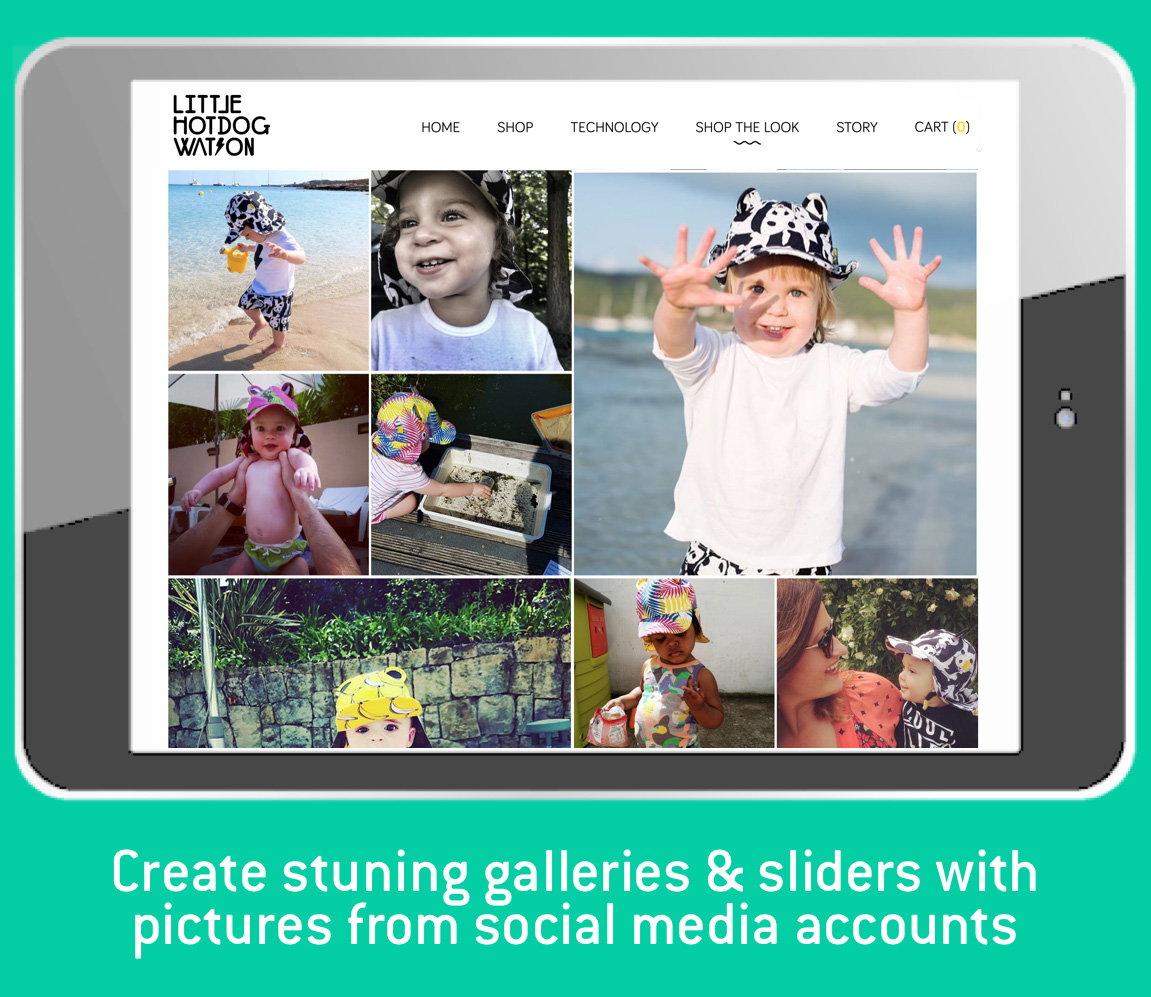 LITTLE
HOTDOG
WATSON
HOME SHOP TECHNOLOGY SHOP THE LOOK STORY CART (0)
Create stuning galleries & sliders with
pictures from social media accounts